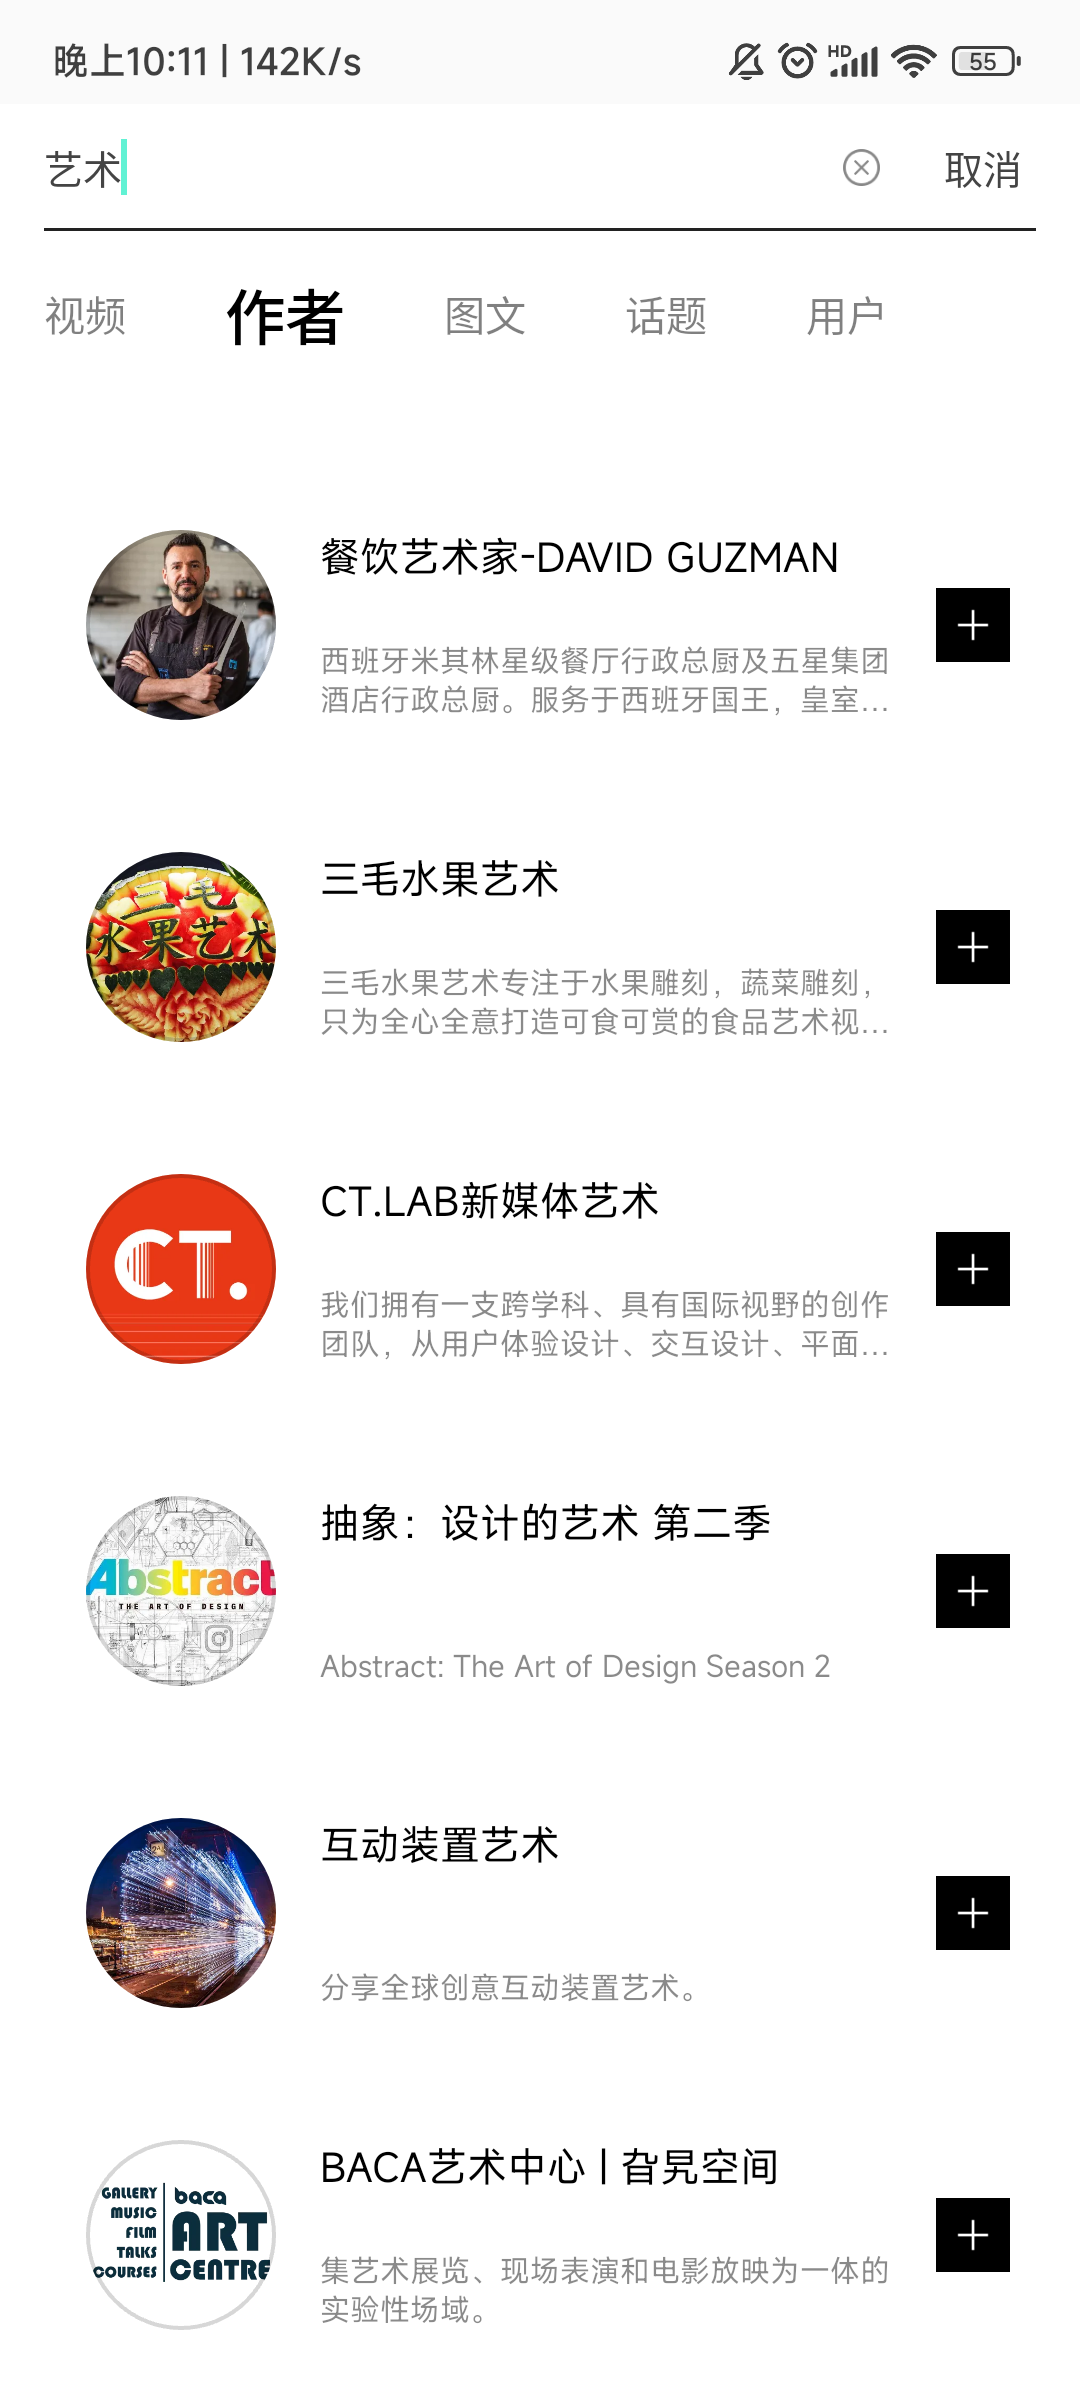 晚上10:11 | 142K/s
HD
55
艺术
取消
视频
作者
图文
话题
用户
餐饮艺术家-DAVID GUZMAN
西班牙米其林星级餐厅行政总厨及五星集团
酒店行政总厨。服务于西班牙国王，皇室...
三毛
水果艺术
三毛水果艺术
三毛水果艺术专注于水果雕刻，蔬菜雕刻，
只为全心全意打造可食可赏的食品艺术视...
CT.
CT.LAB新媒体艺术
我们拥有一支跨学科、具有国际视野的创作
团队，从用户体验设计、交互设计、平面...
Abstract
THE ART OF DESIGN
抽象：设计的艺术 第二季
Abstract: The Art of Design Season 2
互动装置艺术
分享全球创意互动装置艺术。
GALLERY
MUSIC
FILM
TALKS
COURSES
baca
ART
CENTRE
BACA艺术中心 | 旮旯空间
集艺术展览、现场表演和电影放映为一体的
实验性场域。